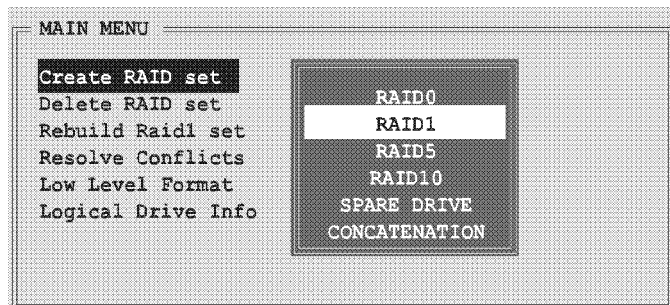 MAIN MENU
Create RAID set
Delete RAID set
Rebuild Raid1 set
Resolve Conflicts
Low Level Format
Logical Drive Info
RAID0
RAID1
RAID5
RAID10
SPARE DRIVE
CONCATENATION